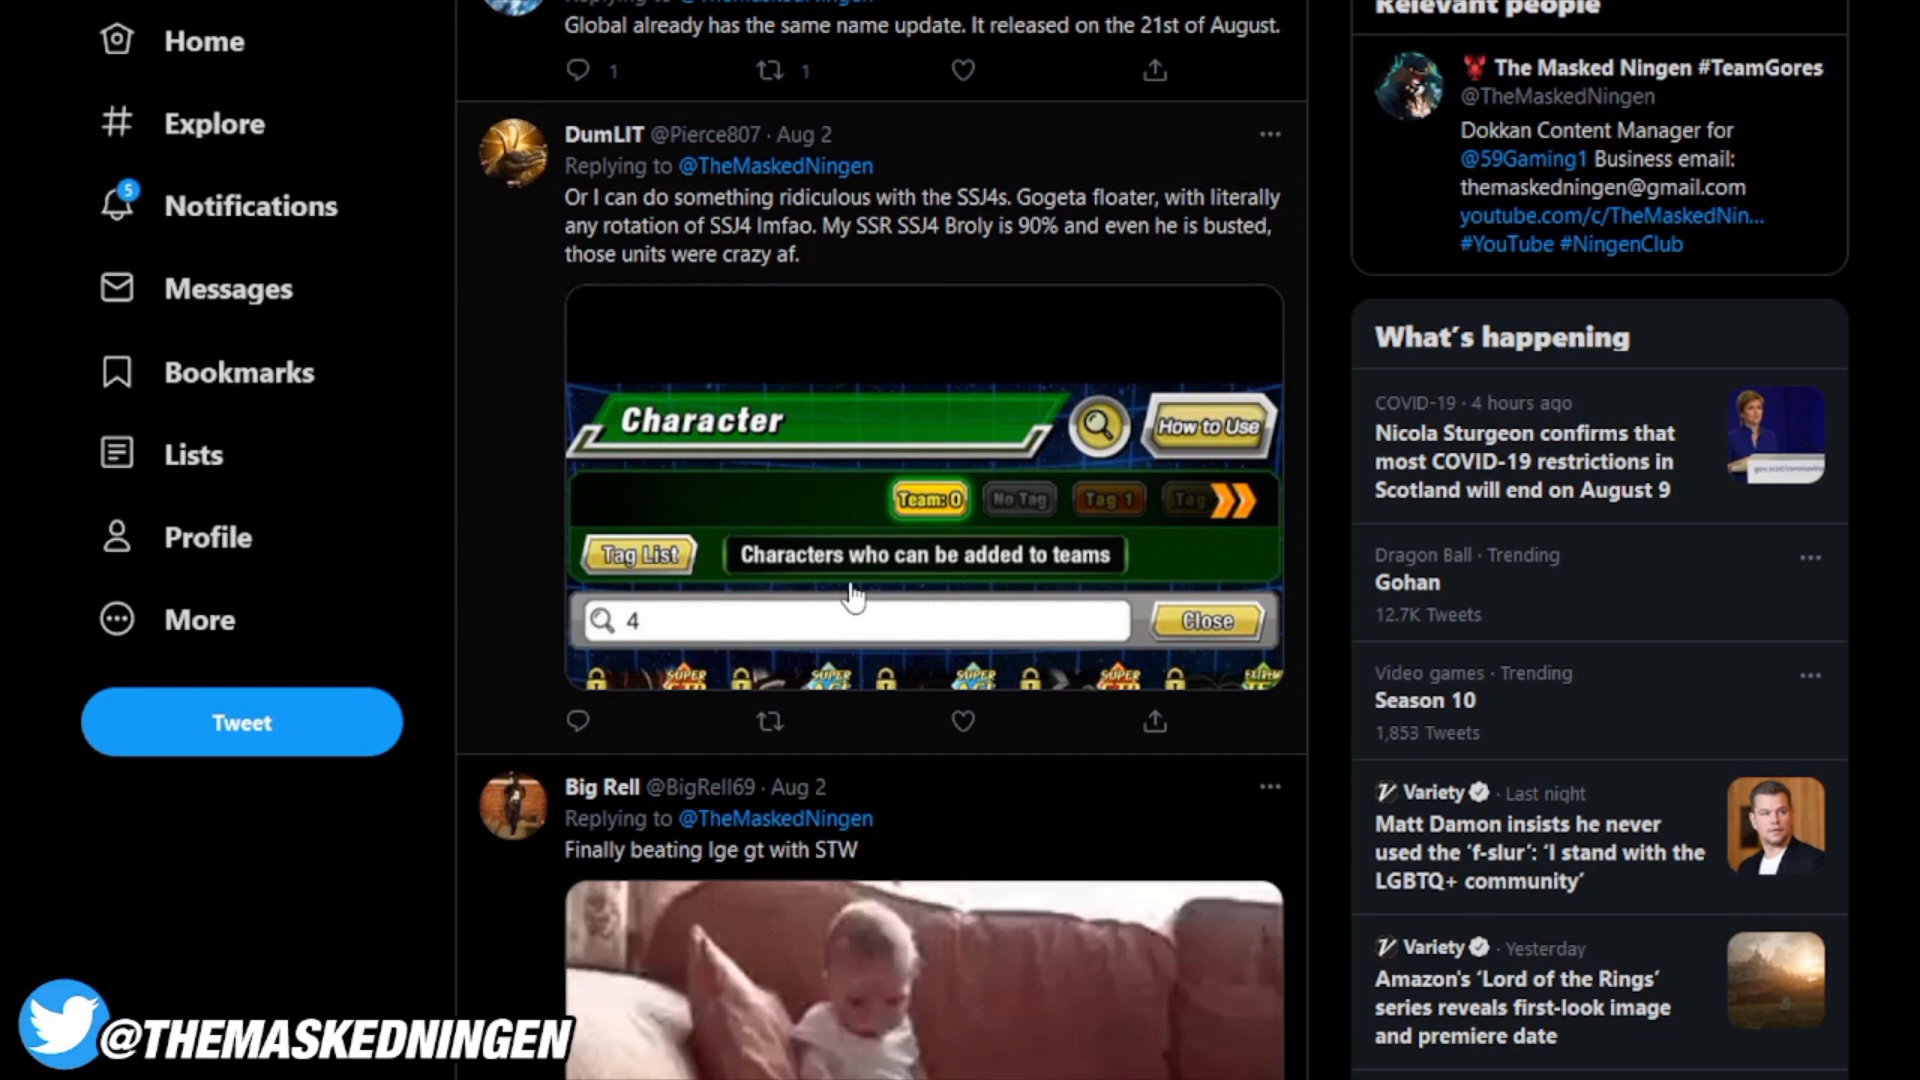 Home
Explore
5
Notifications
Messages
Bookmarks
Lists
Profile
More
Tweet
@THEMASKEDNINGEN
Global already has the same name update. It released on the 21st of August.
1
1
DumLIT @Pierce807 · Aug 2
Replying to @TheMaskedNingen
Or I can do something ridiculous with the SSJ4s. Gogeta floater, with literally
any rotation of SSJ4 lmfao. My SSR SSJ4 Broly is 90% and even he is busted,
those units were crazy af.
Character
How to Use
Team: 0
No Tag
Tag 1
Tag
Tag List
Characters who can be added to teams
4
Close
SUPER
SUPER
SUPER
SUPER
EXTREME
Big Rell @BigRell69 · Aug 2
Replying to @TheMaskedNingen
Finally beating lge gt with STW
Relevant people
The Masked Ningen #TeamGores
@TheMaskedNingen
Dokkan Content Manager for
@59Gaming1 Business email:
themaskedningen@gmail.com
youtube.com/c/TheMaskedNin...
#YouTube #NingenClub
What's happening
COVID-19 · 4 hours ago
Nicola Sturgeon confirms that
most COVID-19 restrictions in
Scotland will end on August 9
Dragon Ball · Trending
Gohan
12.7K Tweets
Video games · Trending
Season 10
1,853 Tweets
Variety · Last night
Matt Damon insists he never
used the 'f-slur': 'I stand with the
LGBTQ+ community'
Variety · Yesterday
Amazon's 'Lord of the Rings'
series reveals first-look image
and premiere date